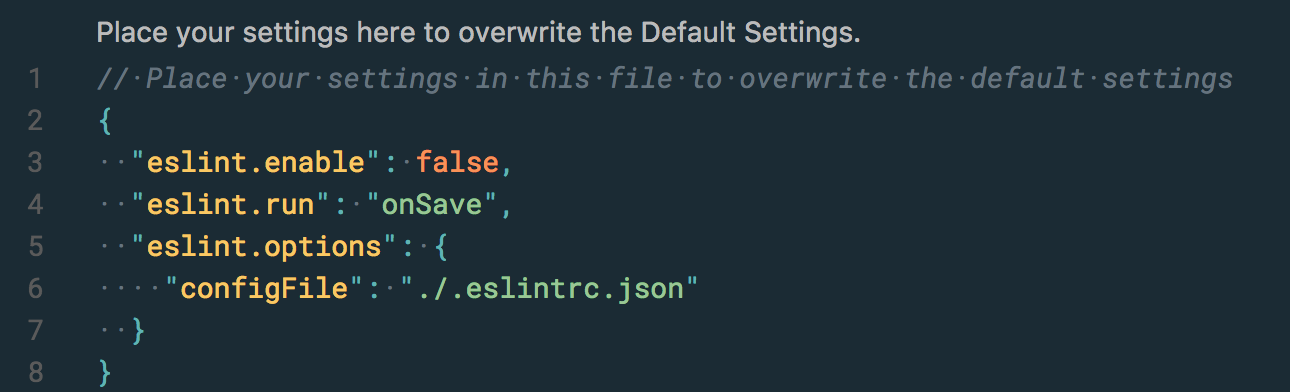 Place your settings here to overwrite the Default Settings.
1 // Place your settings in this file to overwrite the default settings
2 {
3   "eslint.enable": false,
4   "eslint.run": "onSave",
5   "eslint.options": {
6     "configFile": "./.eslintrc.json"
7   }
8 }